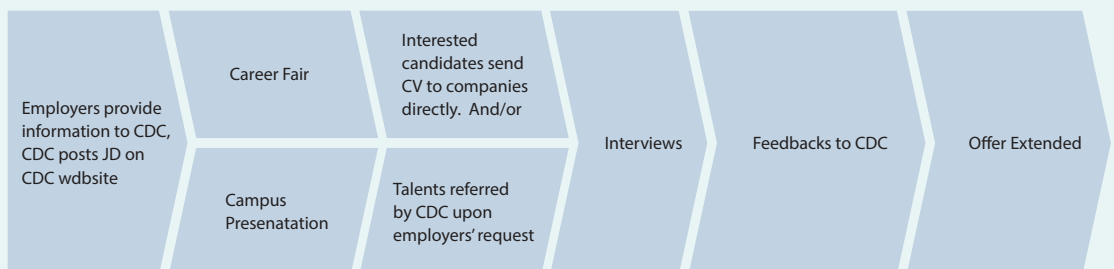 Employers provide
information to CDC,
CDC posts JD on
CDC wdbsite
Career Fair
Campus
Presenatation
Interested
candidates send
CV to companies
directly.  And/or
Talents referred
by CDC upon
employers' request
Interviews
Feedbacks to CDC
Offer Extended